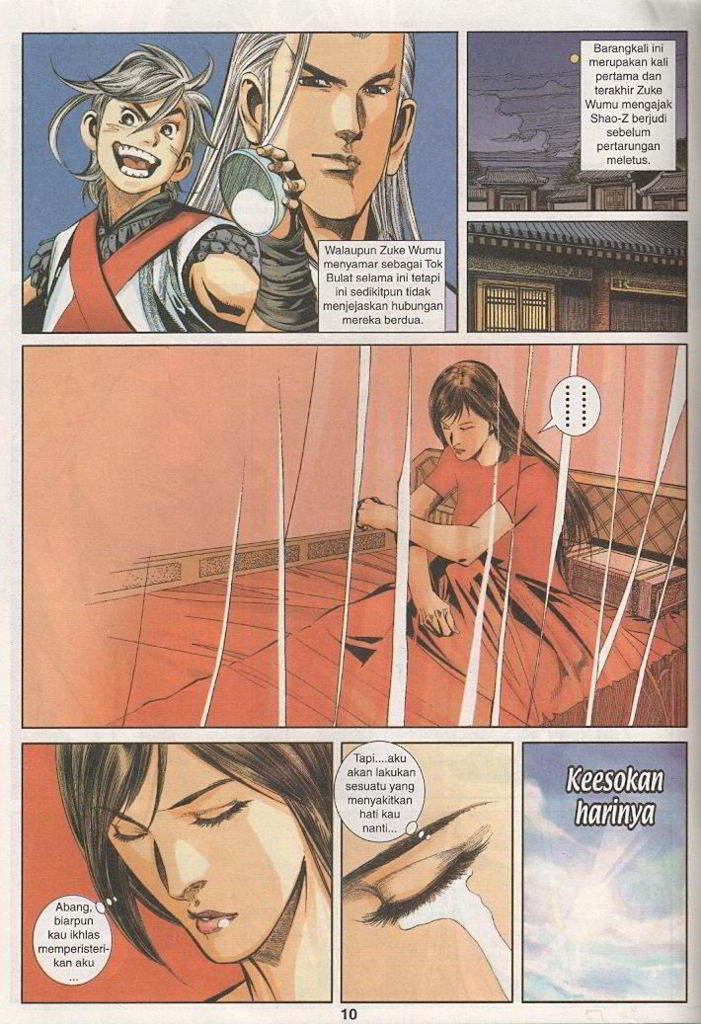 Walaupun Zuke Wumu
menyamar sebagai Tok
Bulat selama ini tetapi
ini sedikitpun tidak
menjejaskan hubungan
mereka berdua.
Barangkali ini
merupakan kali
pertama dan
terakhir Zuke
Wumu mengajak
Shao-Z berjudi
sebelum
pertarungan
meletus.
Abang,
biarpun
kau ikhlas
memperisteri-
kan aku
...
Tapi....aku
akan lakukan
sesuatu yang
menyakitkan
hati kau
nanti...
Keesokan
harinya
10